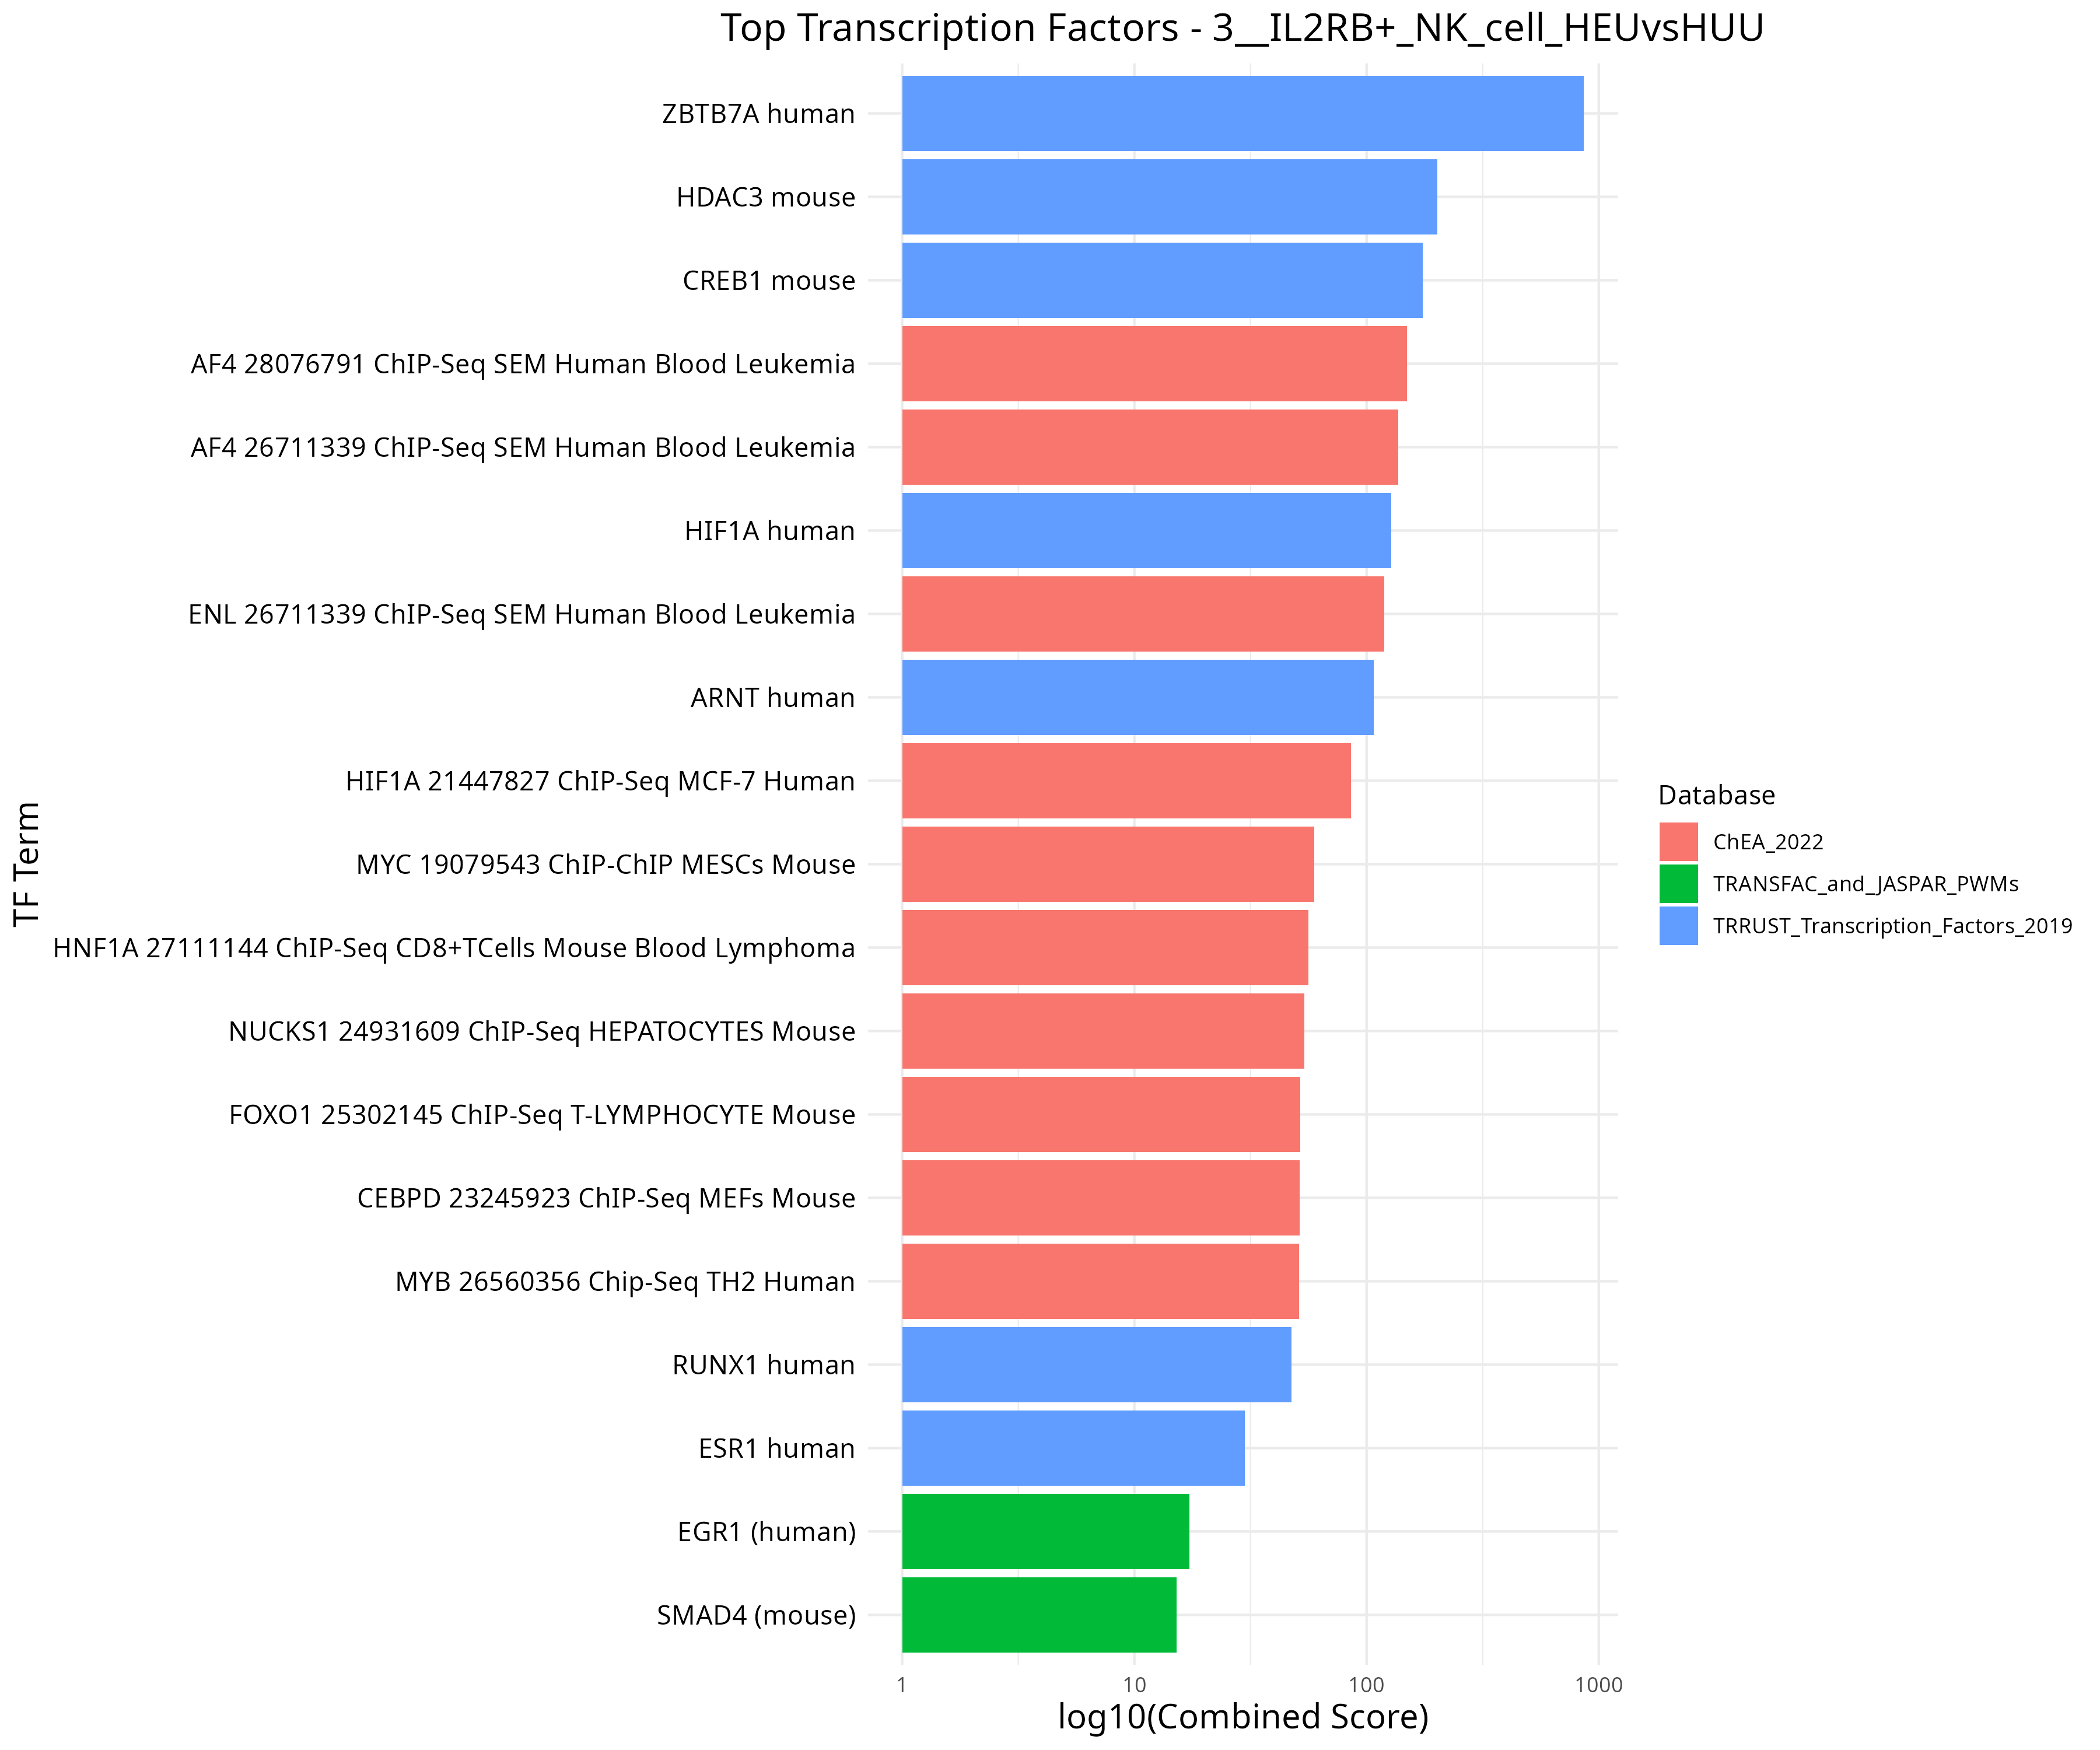 Top Transcription Factors - 3__IL2RB+_NK_cell_HEUvsHUU
TF Term
ZBTB7A human
HDAC3 mouse
CREB1 mouse
AF4 28076791 ChIP-Seq SEM Human Blood Leukemia
AF4 26711339 ChIP-Seq SEM Human Blood Leukemia
HIF1A human
ENL 26711339 ChIP-Seq SEM Human Blood Leukemia
ARNT human
HIF1A 21447827 ChIP-Seq MCF-7 Human
MYC 19079543 ChIP-ChIP MESCs Mouse
HNF1A 27111144 ChIP-Seq CD8+TCells Mouse Blood Lymphoma
NUCKS1 24931609 ChIP-Seq HEPATOCYTES Mouse
FOXO1 25302145 ChIP-Seq T-LYMPHOCYTE Mouse
CEBPD 23245923 ChIP-Seq MEFs Mouse
MYB 26560356 Chip-Seq TH2 Human
RUNX1 human
ESR1 human
EGR1 (human)
SMAD4 (mouse)
1 10 100 1000
log10(Combined Score)
Database
ChEA_2022
TRANSFAC_and_JASPAR_PWMs
TRRUST_Transcription_Factors_2019